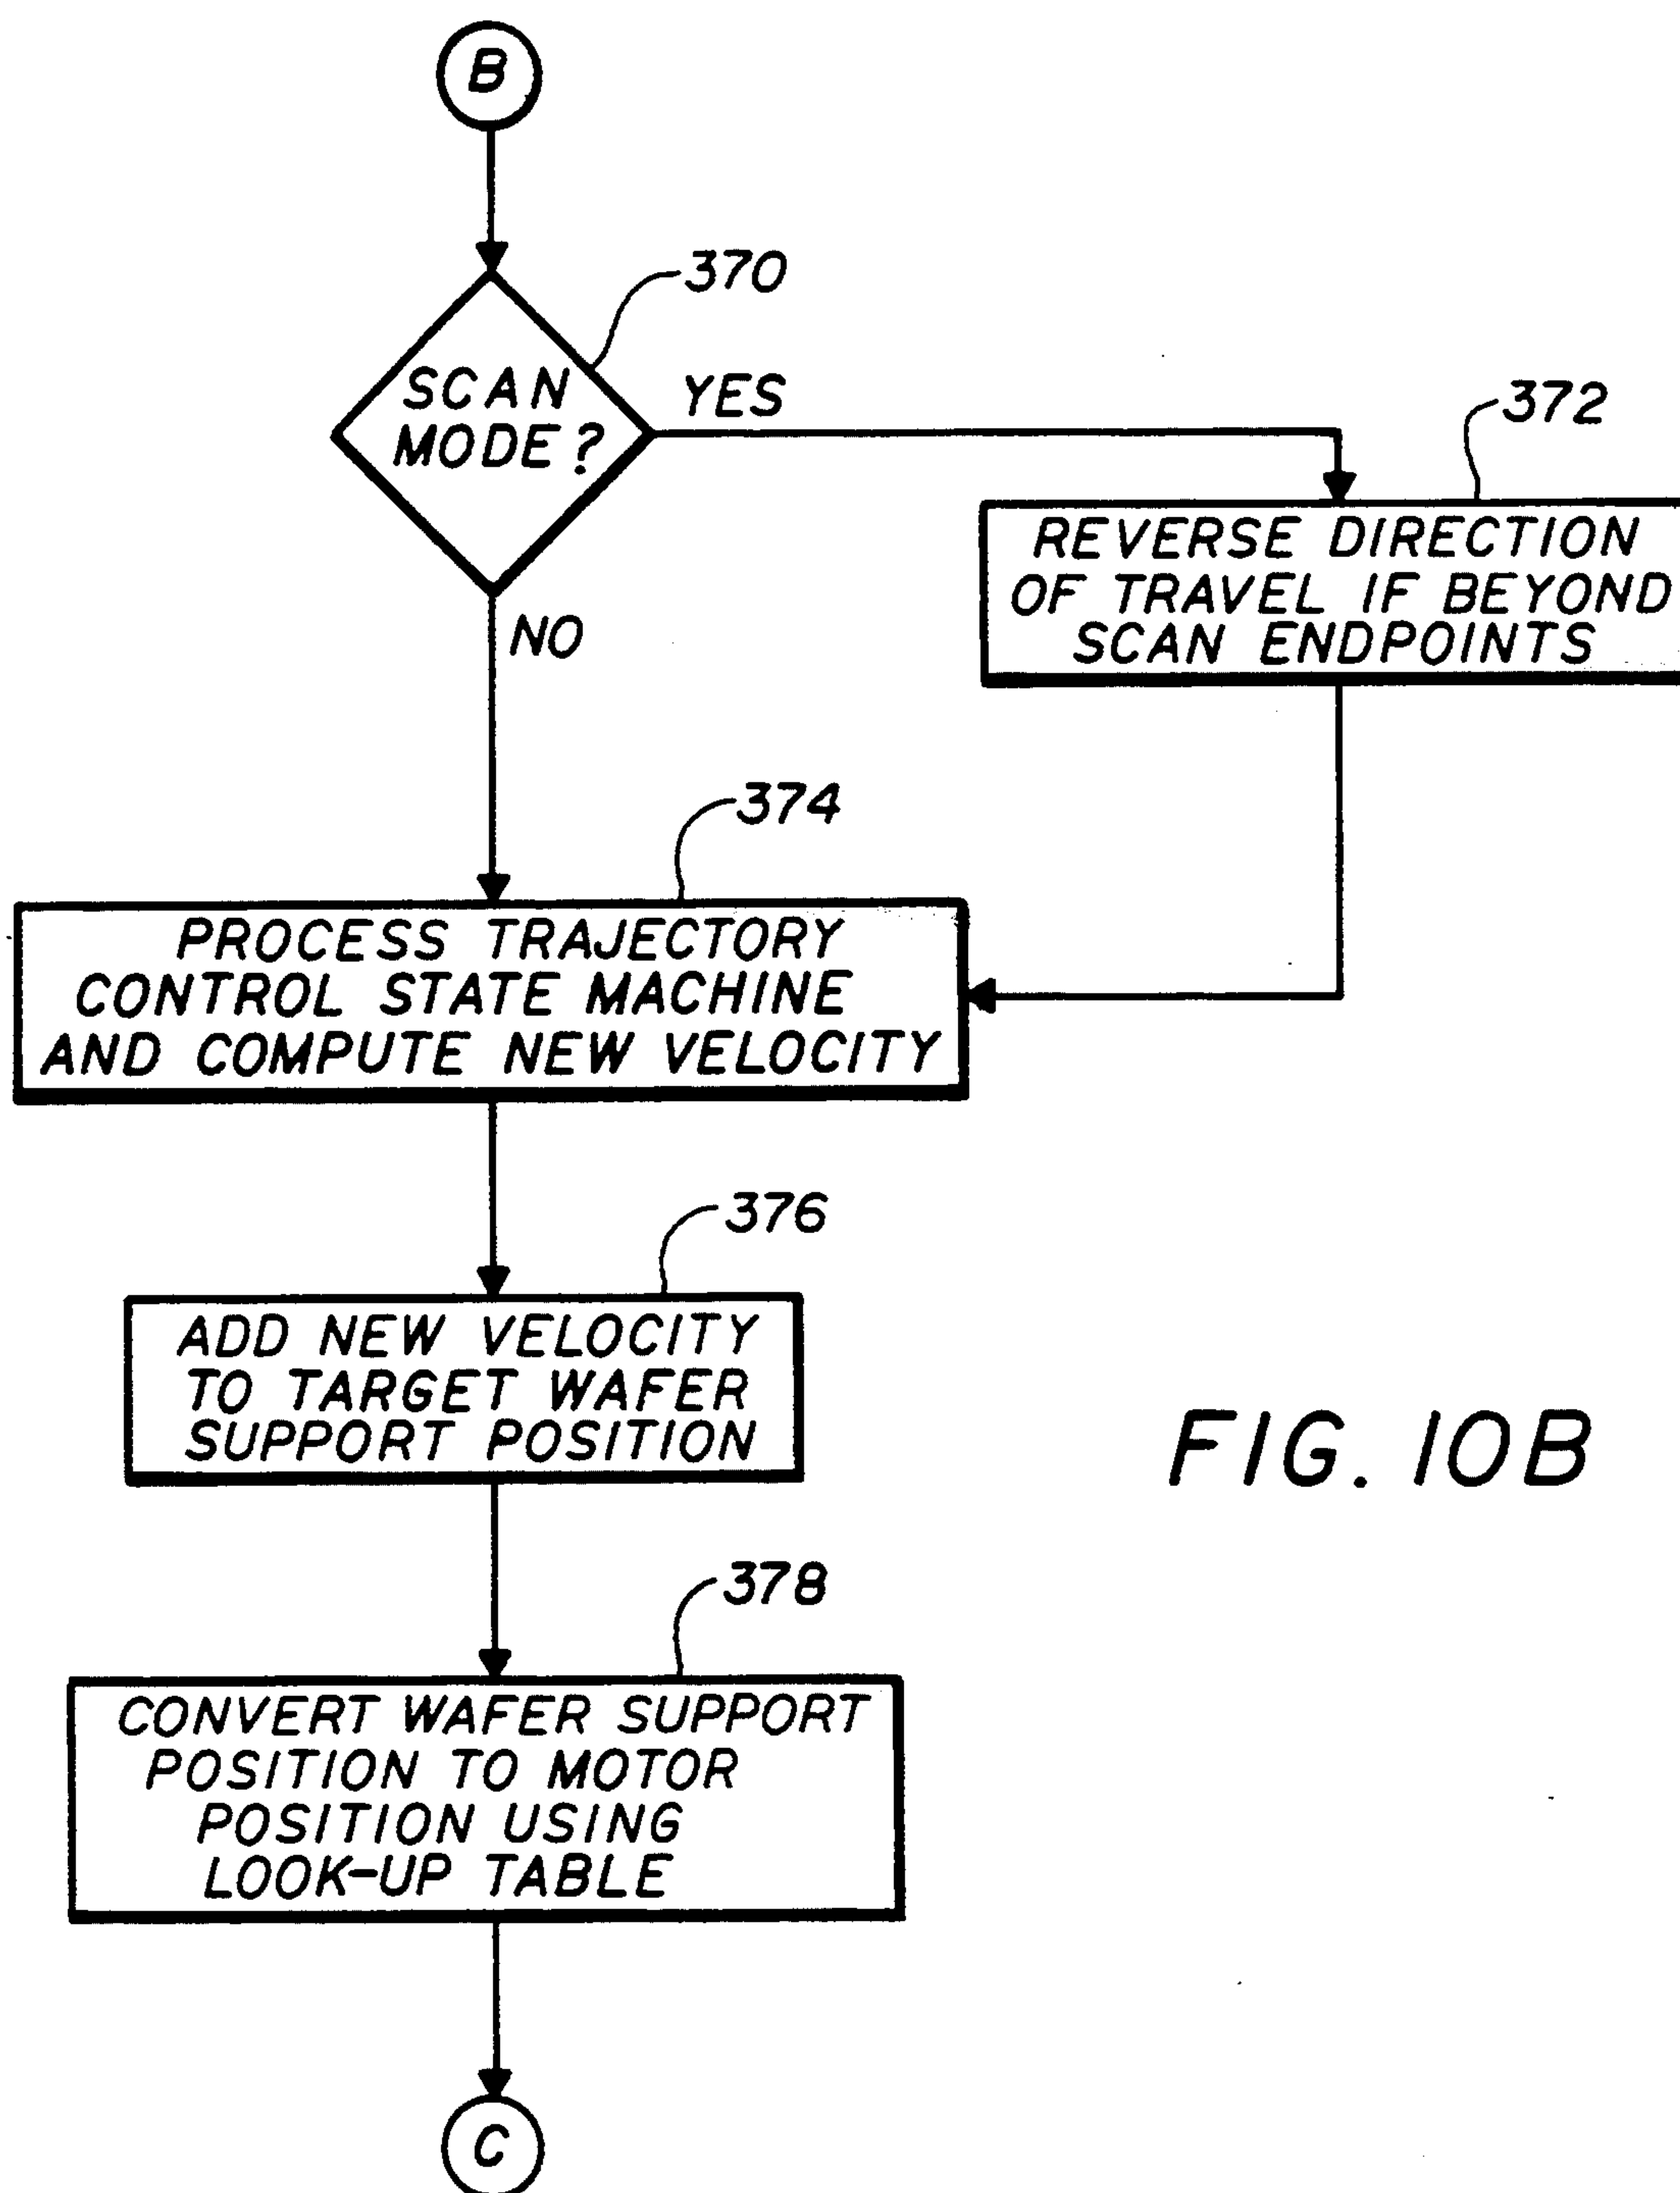 B
370
SCAN
MODE?
YES
372
REVERSE DIRECTION
OF TRAVEL IF BEYOND
SCAN ENDPOINTS
NO
374
PROCESS TRAJECTORY
CONTROL STATE MACHINE
AND COMPUTE NEW VELOCITY
376
ADD NEW VELOCITY
TO TARGET WAFER
SUPPORT POSITION
FIG. 10B
378
CONVERT WAFER SUPPORT
POSITION TO MOTOR
POSITION USING
LOOK-UP TABLE
C